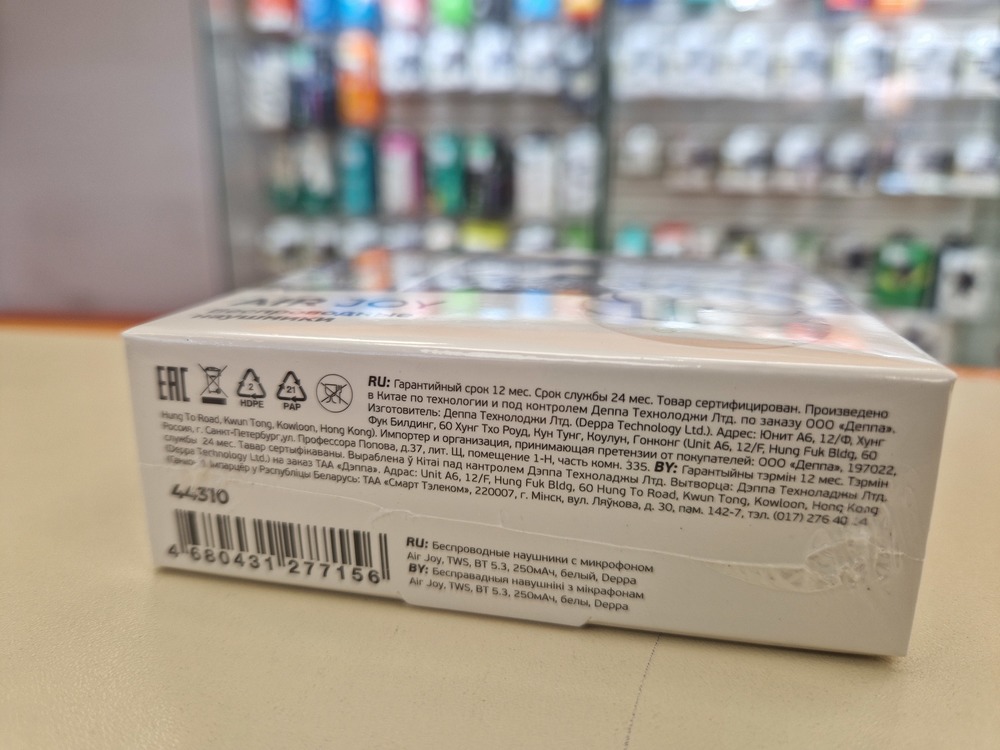 AIR JOY
беспроводные
наушники
EAC
2
HDPE
21
PAP
RU: Гарантийный срок 12 мес. Срок службы 24 мес. Товар сертифицирован. Произведено
в Китае по технологии и под контролем Деппа Технолоджи Лтд. по заказу ООО «Деппа».
Изготовитель: Деппа Технолоджи Лтд. (Deppa Technology Ltd.). Адрес: Юнит А6, 12/Ф, Хунг
Фук Билдинг, 60 Хунг Тхо Роуд, Кун Тунг, Коулун, Гонконг (Unit A6, 12/F, Hung Fuk Bldg, 60
Hung To Road, Kwun Tong, Kowloon, Hong Kong). Импортер и организация, принимающая претензии от покупателей: ООО «Деппа», 197022,
Россия, г. Санкт-Петербург,ул. Профессора Попова, д.37, лит. Щ, помещение 1-Н, часть комн. 335. BY: Гарантыйны тэрмін 12 мес. Тэрмін
службы 24 мес. Тавар сертыфікаваны. Выраблена ў Кітаі пад кантролем Дэппа Тэхналаджы Лтд. Вытворца: Дэппа Тэхналаджы Лтд.
(Deppa Technology Ltd.) на заказ ТАА «Дэппа». Адрас: Unit A6, 12/F, Hung Fuk Bldg, 60 Hung To Road, Kwun Tong, Kowloon, Hong Kong
Імпарцёр у Рэспубліцы Беларусь: ТАА «Смарт Тэлеком», 220007, г. Мінск, вул. Ляўкова, д. 30, пам. 142-7, тэл. (017) 276 40
44310
4 680431 277156
RU: Беспроводные наушники с микрофоном
Air Joy, TWS, BT 5.3, 250мАч, белый, Deppa
BY: Бесправадныя навушнікі з мікрафонам
Air Joy, TWS, BT 5.3, 250мАч, белы, Deppa